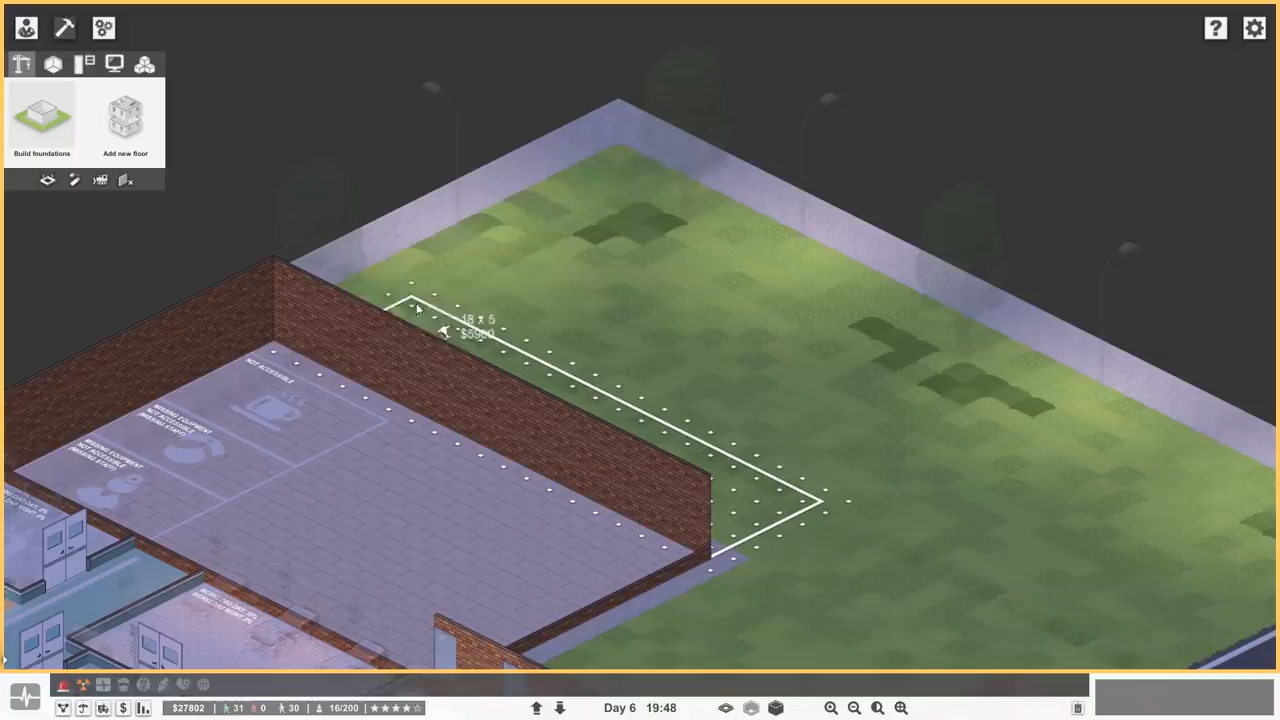 ?
Build foundations
Add new floor
18 x 5
$5980
NOT ACCESSIBLE
MISSING EQUIPMENT
NOT ACCESSIBLE
(MISSING STAFF)
MISSING EQUIPMENT
NOT ACCESSIBLE
(MISSING STAFF)
$
$27802
31
0
30
16/200
Day 6 19:48